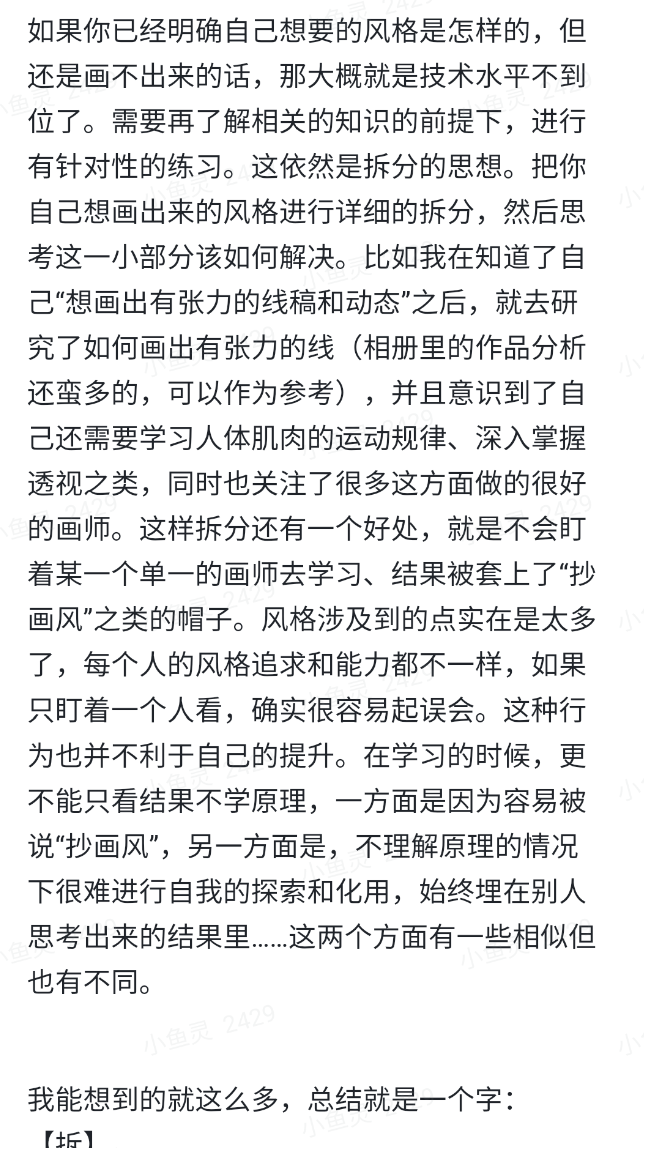 如果你已经明确自己想要的风格是怎样的，但
还是画不出来的话，那大概就是技术水平不到
位了。需要再了解相关的知识的前提下，进行
有针对性的练习。这依然是拆分的思想。把你
自己想画出来的风格进行详细的拆分，然后思
考这一小部分该如何解决。比如我在知道了自
己“想画出有张力的线稿和动态”之后，就去研
究了如何画出有张力的线（相册里的作品分析
还蛮多的，可以作为参考），并且意识到了自
己还需要学习人体肌肉的运动规律、深入掌握
透视之类，同时也关注了很多这方面做的很好
的画师。这样拆分还有一个好处，就是不会盯
着某一个单一的画师去学习、结果被套上了“抄
画风”之类的帽子。风格涉及到的点实在是太多
了，每个人的风格追求和能力都不一样，如果
只盯着一个人看，确实很容易起误会。这种行
为也并不利于自己的提升。在学习的时候，更
不能只看结果不学原理，一方面是因为容易被
说“抄画风”，另一方面是，不理解原理的情况
下很难进行自我的探索和化用，始终埋在别人
思考出来的结果里……这两个方面有一些相似但
也有不同。
小鱼灵 2429
我能想到的就这么多，总结就是一个字：
【拆】